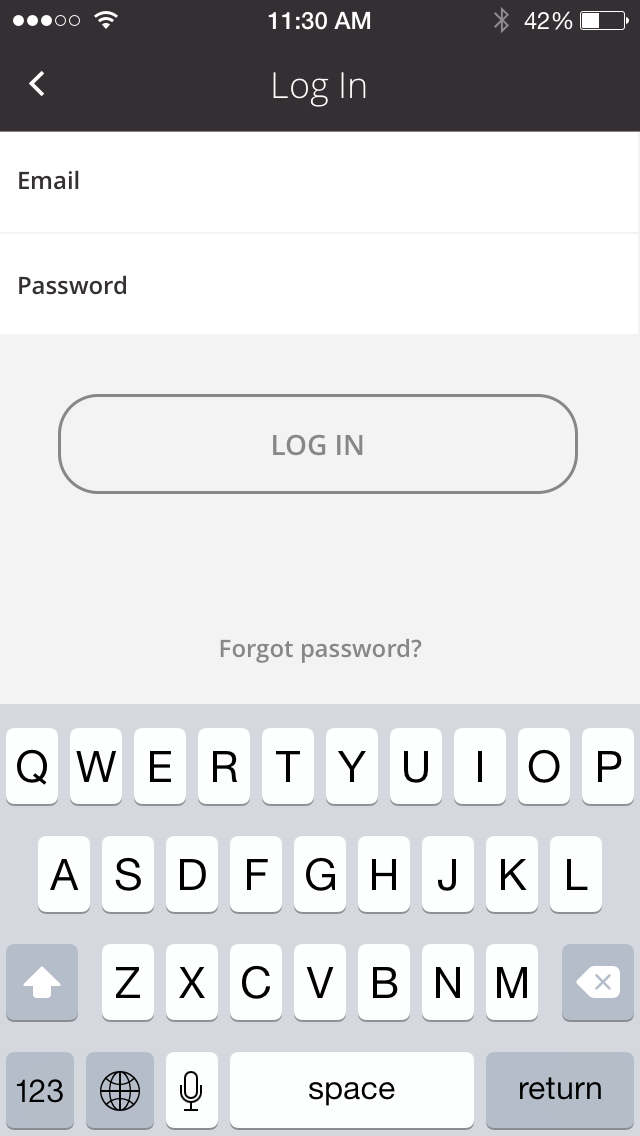 11:30 AM 42%
Log In
Email
Password
LOG IN
Forgot password?
Q W E R T Y U I O P
A S D F G H J K L
Z X C V B N M
123 space return